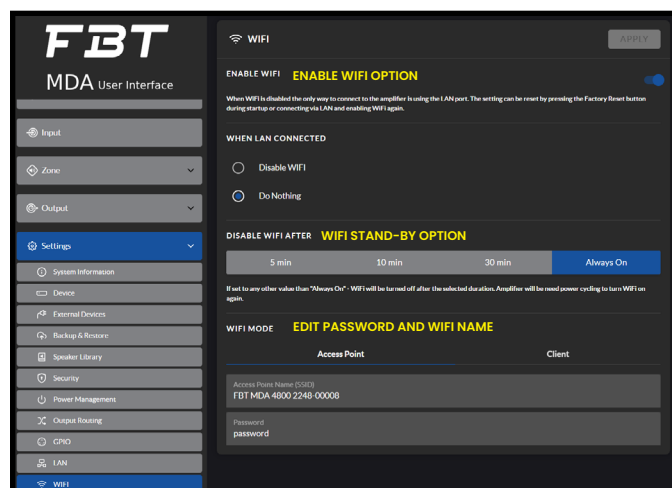 FBT
MDA User Interface
Input
Zone
Output
Settings
System Information
Device
External Devices
Backup & Restore
Speaker Library
Security
Power Management
Output Routing
GPIO
LAN
WIFI
WIFI
APPLY
ENABLE WIFI ENABLE WIFI OPTION
When WiFi is disabled the only way to connect to the amplifier is using the LAN port. The setting can be reset by pressing the Factory Reset button
during startup or connecting via LAN and enabling WiFi again.
WHEN LAN CONNECTED
Disable WIFI
Do Nothing
DISABLE WIFI AFTER WIFI STAND-BY OPTION
5 min 10 min 30 min Always On
If set to any other value than "Always On" - WiFi will be turned off after the selected duration. Amplifier will be need power cycling to turn WiFi on
again.
WIFI MODE EDIT PASSWORD AND WIFI NAME
Access Point Client
Access Point Name (SSID)
FBT MDA 4800 2248-00008
Password
password